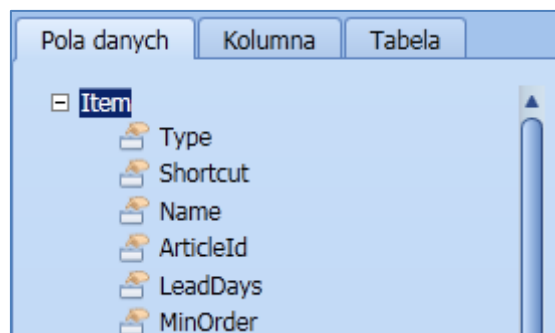 Pola danych Kolumna Tabela
Item
Type
Shortcut
Name
ArticleId
LeadDays
MinOrder